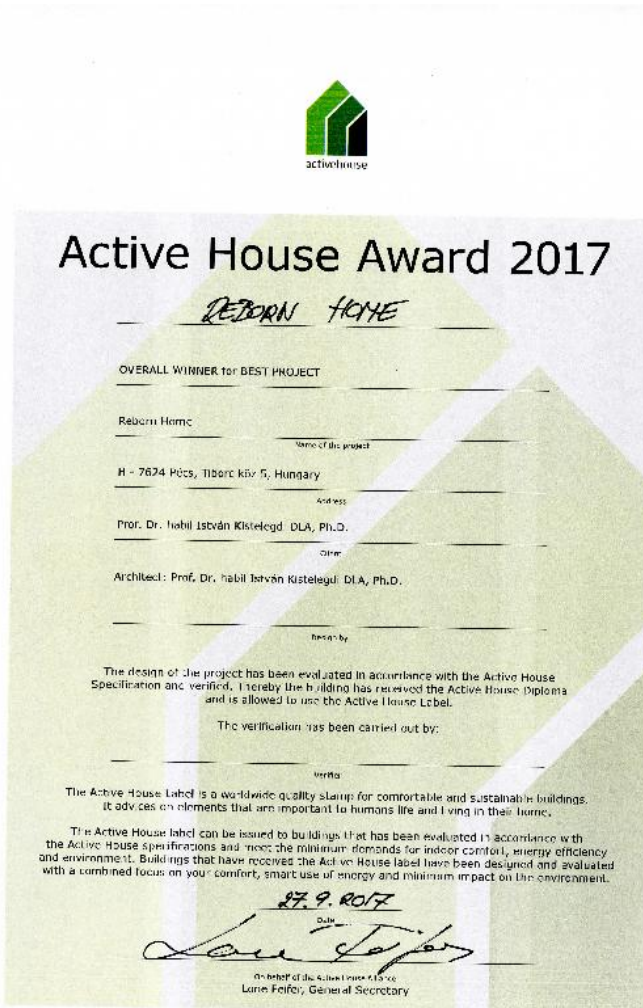 activehouse
Active House Award 2017
REBORN HOME
OVERALL WINNER for BEST PROJECT
Reborn Home
Name of the project
H - 7624 Pécs, Tiborc köz 5, Hungary
Address
Prof. Dr. habil István Kistelegdi DLA, Ph.D.
Client
Architect: Prof. Dr. habil István Kistelegdi DLA, Ph.D.
Design by
The design of the project has been evaluated in accordance with the Active House
Specification and verified. Thereby the building has received the Active House Diploma
and is allowed to use the Active House Label.
The verification has been carried out by:
Verifier
The Active House Label is a worldwide quality stamp for comfortable and sustainable buildings.
It advices on elements that are important to humans life and living in their home.
The Active House label can be issued to buildings that has been evaluated in accordance with
the Active House specifications and meet the minimum demands for indoor comfort, energy efficiency
and environment. Buildings that have received the Active House label have been designed and evaluated
with a combined focus on your comfort, smart use of energy and minimum impact on the environment.
27.9.2017
Date
Lone Feifer
On behalf of the Active House Alliance
Lone Feifer, General Secretary